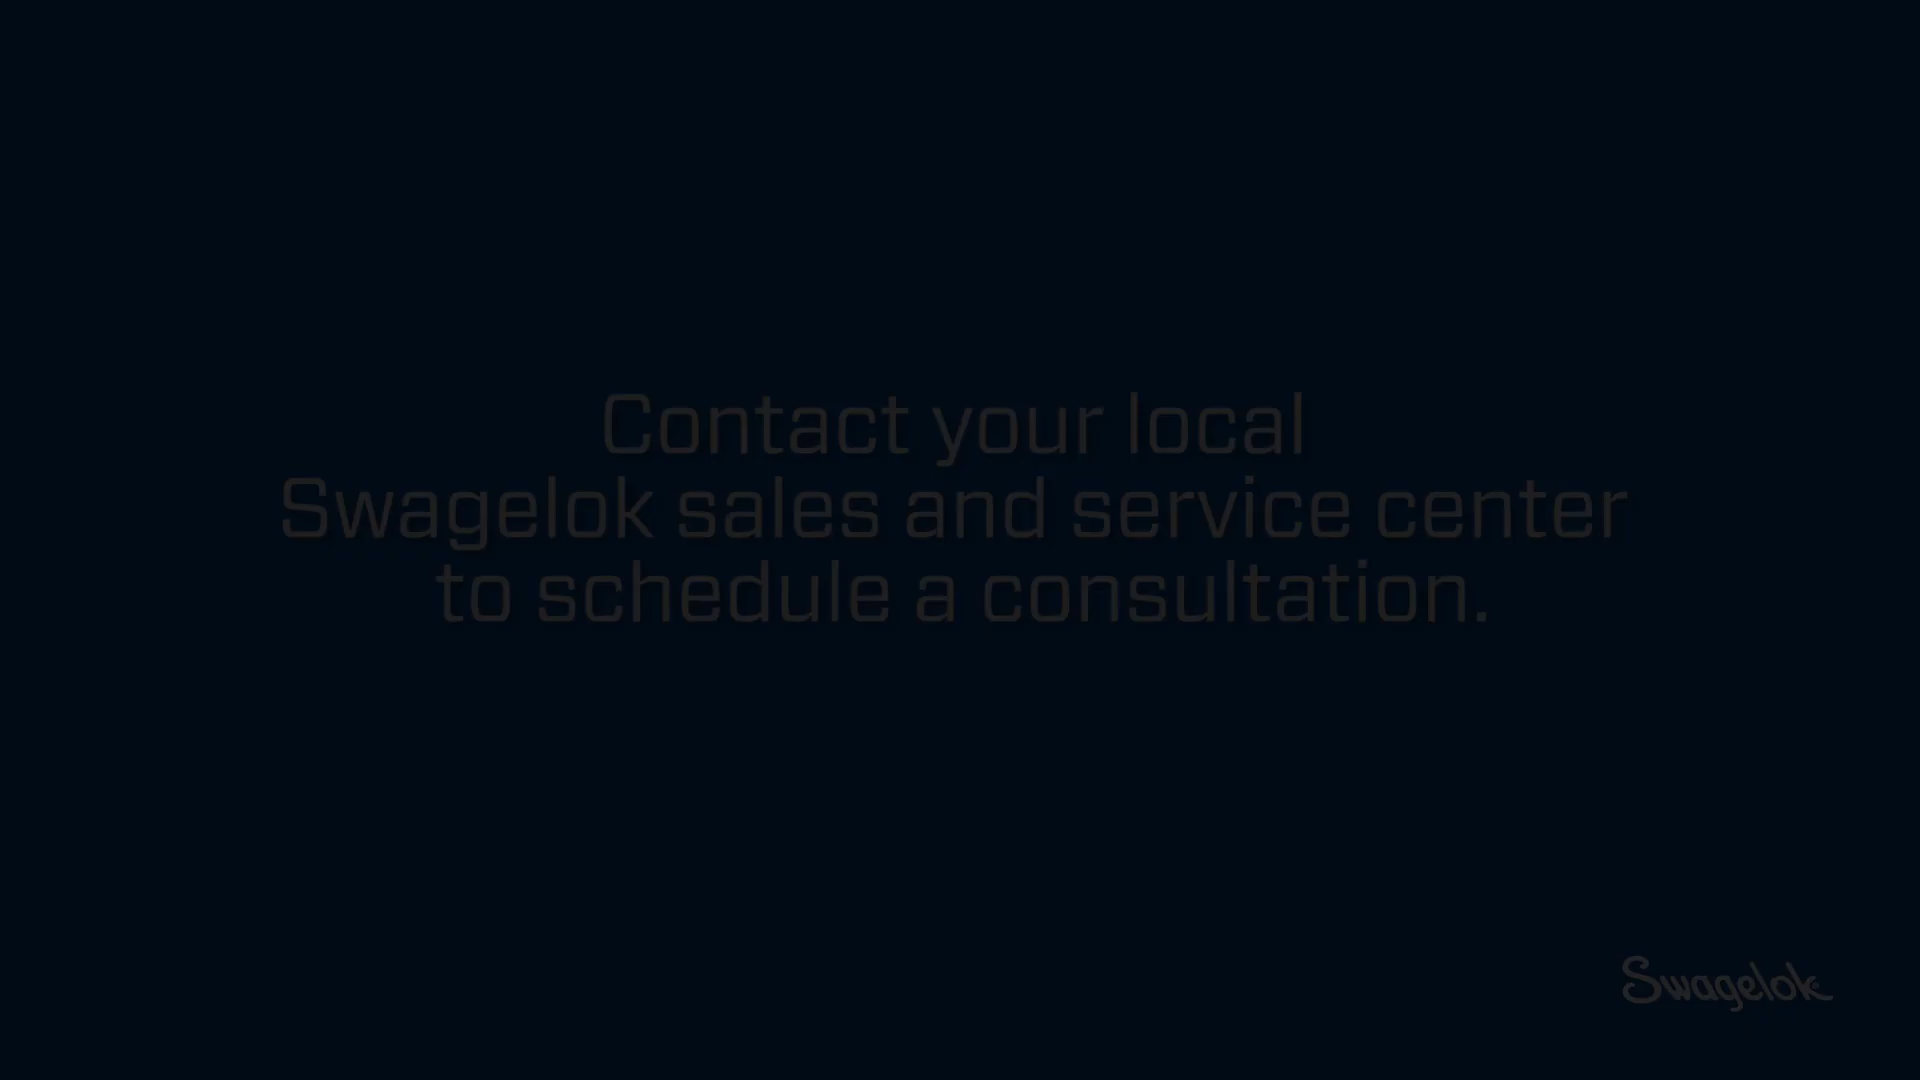 Contact your local
Swagelok sales and service center
to schedule a consultation.
Swagelok